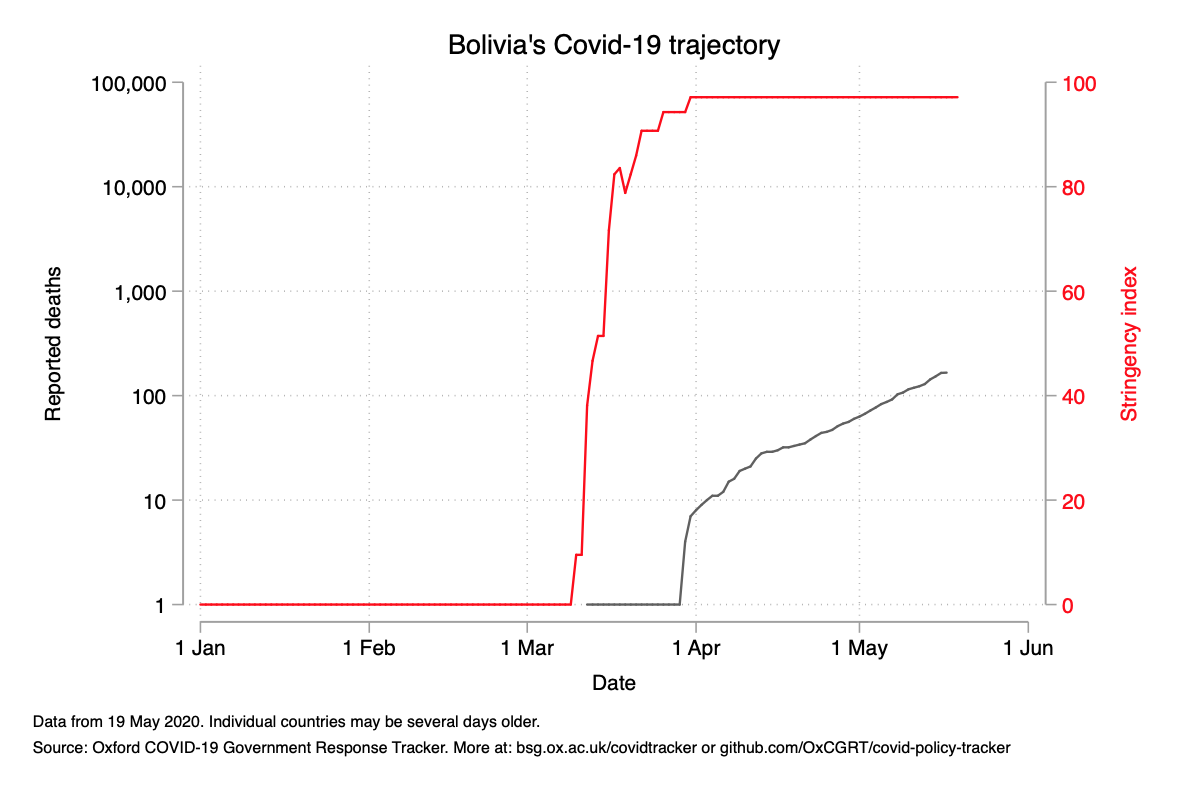 Bolivia's Covid-19 trajectory
100,000
10,000
1,000
100
10
1
Reported deaths
100
80
60
40
20
0
Stringency index
1 Jan
1 Feb
1 Mar
1 Apr
1 May
1 Jun
Date
Data from 19 May 2020. Individual countries may be several days older.
Source: Oxford COVID-19 Government Response Tracker. More at: bsg.ox.ac.uk/covidtracker or github.com/OxCGRT/covid-policy-tracker